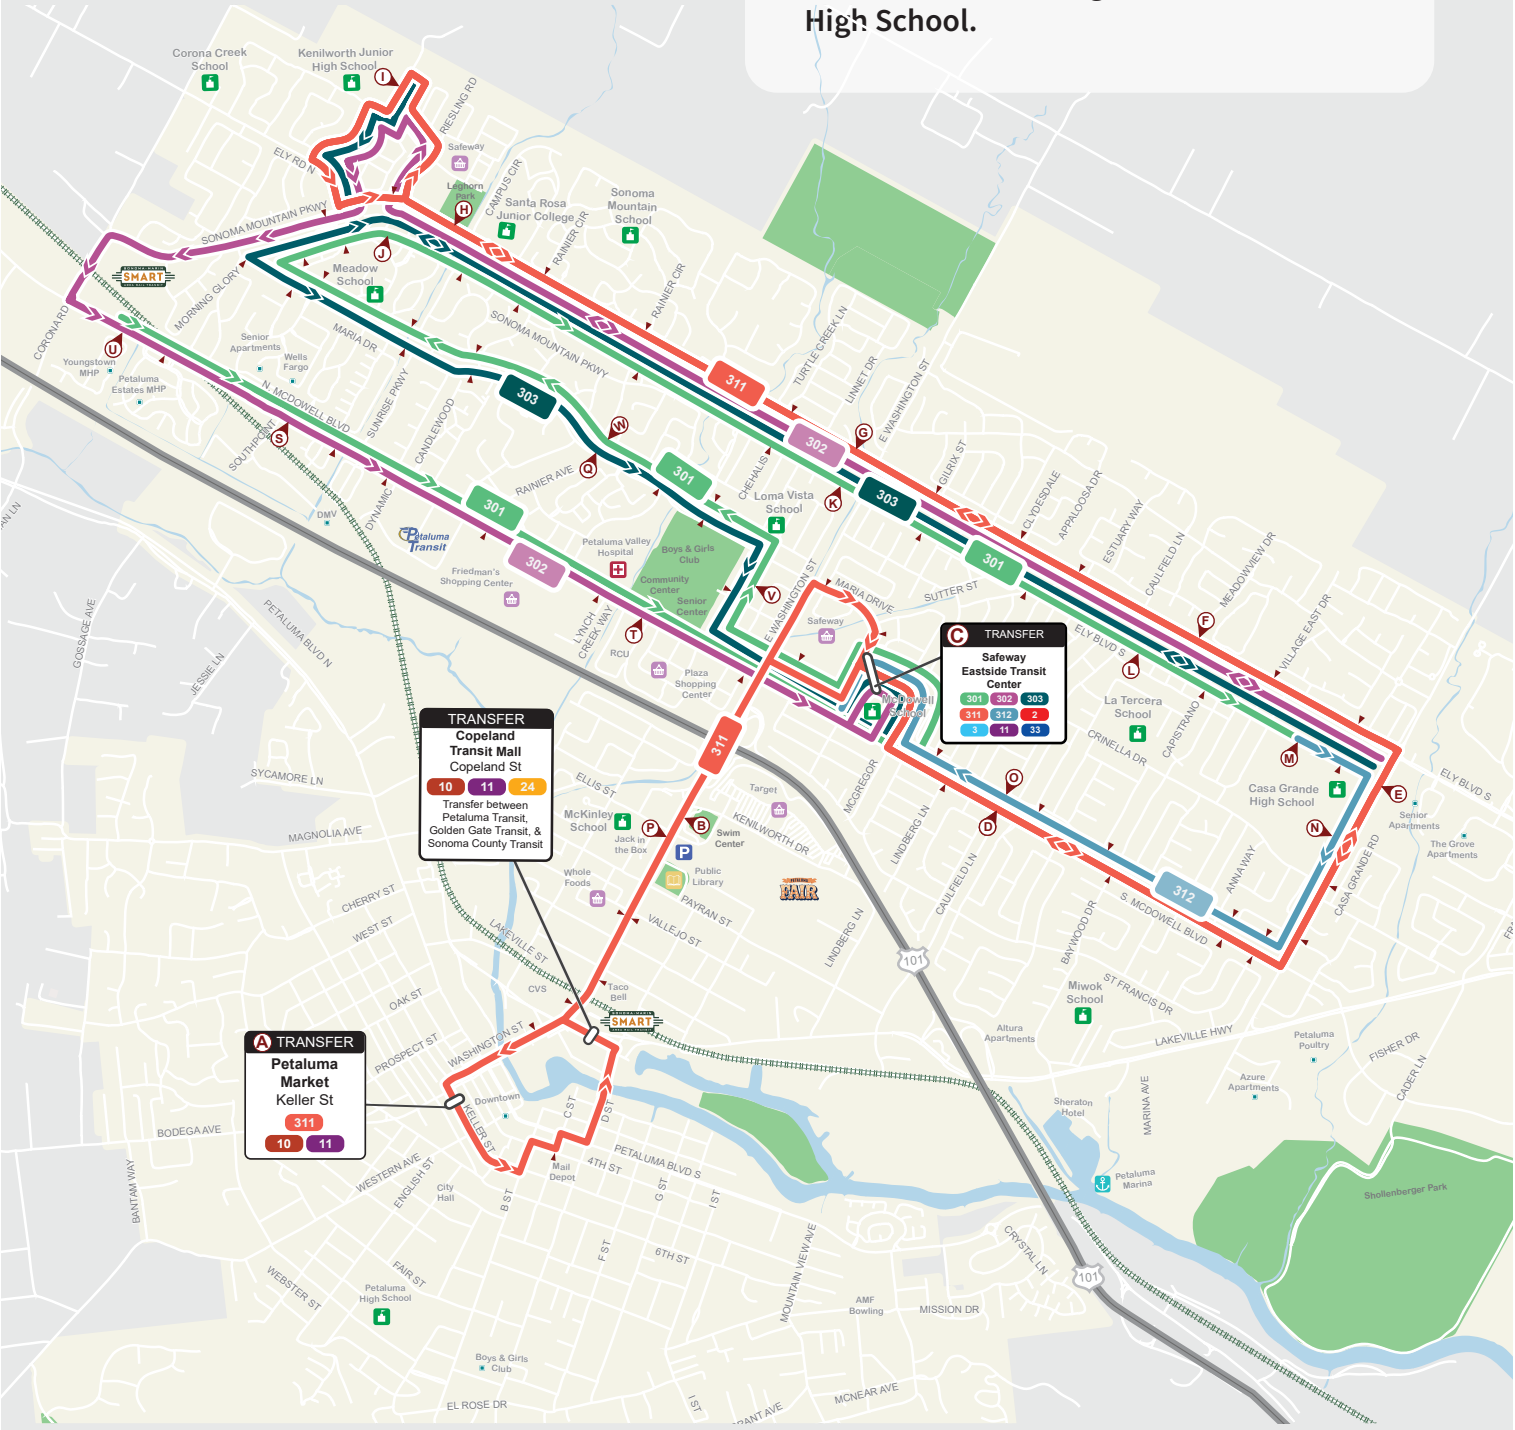 High School.
Corona Creek
School
Kenilworth Junior
High School
I
RIESLING RD
ELY RD N
Safeway
Leghorn
Park
H
CAMPUS CIR
Santa Rosa
Junior College
Sonoma
Mountain
School
RAINIER CIR
RAINIER CIR
SONOMA MOUNTAIN PKWY
J
SONOMA-MARIN
SMART
AREA RAIL TRANSIT
MORNING GLORY
Meadow
School
CORONA RD
U
Youngstown
MHP
Petaluma
Estates MHP
Senior
Apartments
Wells
Fargo
MARIA DR
SONOMA MOUNTAIN PKWY
TURTLE CREEK LN
LINNET DR
E WASHINGTON ST
311
303
302
N. MCDOWELL BLVD
SUNRISE PKWY
CANDLEWOOD
SOUTHPOINT
S
W
Q
G
RAINIER AVE
301
CHEHALIS
K
303
GILRIX ST
CLYDESDALE
APPALOOSA DR
ESTUARY WAY
CAULFIELD LN
MEADOWVIEW DR
Loma Vista
School
301
DYNAMIC
DMV
Petaluma
Transit
302
301
Petaluma Valley
Hospital
Boys & Girls
Club
Community
Center
Senior
Center
Friedman's
Shopping Center
V
E WASHINGTON ST
MARIA DRIVE
SUTTER ST
Safeway
LYNCH
CREEK WAY
T
RCU
Plaza
Shopping
Center
McDowell
School
C TRANSFER
Safeway
Eastside Transit
Center
301 302 303
311 312 2
3 11 33
ELY BLVD S
L
F
VILLAGE EAST DR
La Tercera
School
CRINELLA DR
CAPISTRANO
M
Casa Grande
High School
E
N
ELY BLVD S
Senior
Apartments
The Grove
Apartments
CASA GRANDE RD
ANNA WAY
312
S. MCDOWELL BLVD
BAYWOOD DR
O
D
CAULFIELD LN
LINDBERG LN
MCGREGOR
GOSSAGE AVE
PETALUMA BLVD N
JESSIE LN
SYCAMORE LN
MAGNOLIA AVE
TRANSFER
Copeland
Transit Mall
Copeland St
10 11 24
Transfer between
Petaluma Transit,
Golden Gate Transit, &
Sonoma County Transit
311
ELLIS ST
Target
KENILWORTH DR
McKinley
School
Jack in
the Box
P
B
Swim
Center
P
Public
Library
Whole
Foods
PAYRAN ST
VALLEJO ST
FAIR
LINDBERG LN
101
CHERRY ST
WEST ST
LAKEVILLE ST
CVS
Taco
Bell
OAK ST
PROSPECT ST
WASHINGTON ST
SONOMA-MARIN
SMART
AREA RAIL TRANSIT
Miwok
School
ST FRANCIS DR
Altura
Apartments
LAKEVILLE HWY
Petaluma
Poultry
FISHER DR
CADER LN
Azure
Apartments
MARINA AVE
Sheraton
Hotel
A TRANSFER
Petaluma
Market
Keller St
311
10 11
Downtown
KELLER ST
C ST
D ST
BODEGA AVE
BANTAM WAY
WESTERN AVE
ENGLISH ST
City
Hall
B ST
Mail
Depot
4TH ST
PETALUMA BLVD S
G ST
I ST
F ST
6TH ST
MOUNTAIN VIEW AVE
Petaluma
Marina
Shollenberger Park
CRYSTAL LN
101
WEBSTER ST
FAIR ST
Petaluma
High School
AMF
Bowling
MISSION DR
Boys & Girls
Club
EL ROSE DR
I ST
MCNEAR AVE